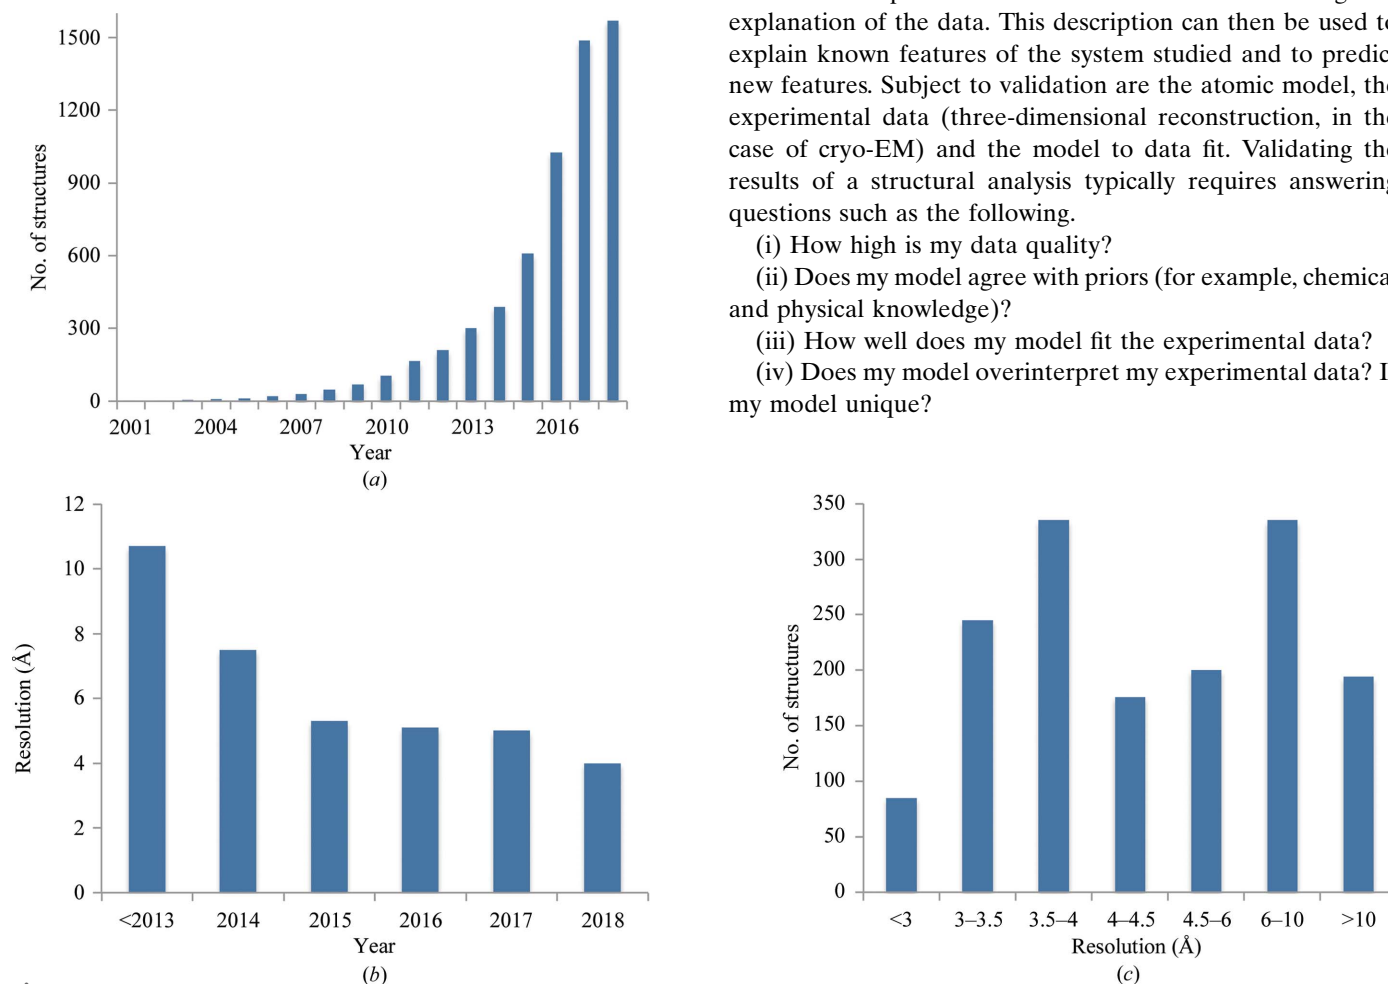 1500
1200
900
600
300
0
No. of structures
2001 2004 2007 2010 2013 2016
Year
(a)
explanation of the data. This description can then be used to
explain known features of the system studied and to predic
new features. Subject to validation are the atomic model, the
experimental data (three-dimensional reconstruction, in the
case of cryo-EM) and the model to data fit. Validating the
results of a structural analysis typically requires answering
questions such as the following.
(i) How high is my data quality?
(ii) Does my model agree with priors (for example, chemica
and physical knowledge)?
(iii) How well does my model fit the experimental data?
(iv) Does my model overinterpret my experimental data? I
my model unique?
12
10
8
6
4
2
0
Resolution (Å)
<2013 2014 2015 2016 2017 2018
Year
(b)
350
300
250
200
150
100
50
0
No. of structures
<3 3–3.5 3.5–4 4–4.5 4.5–6 6–10 >10
Resolution (Å)
(c)